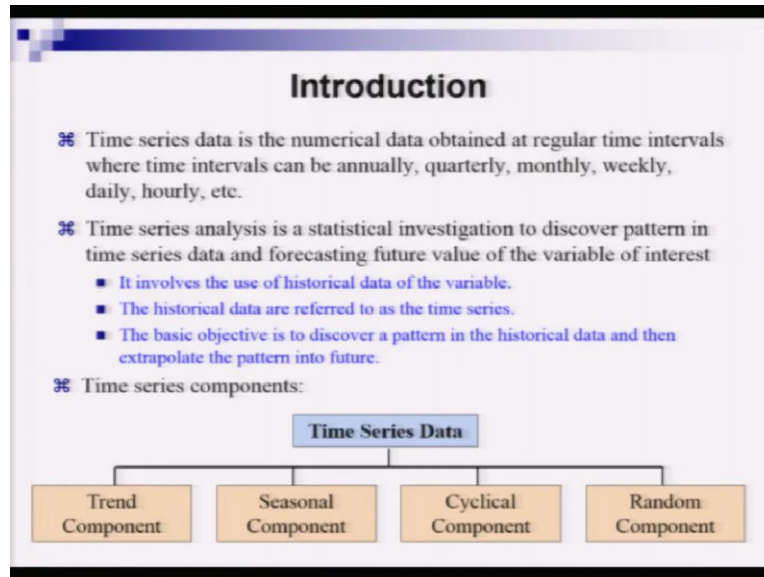 Introduction
⌘ Time series data is the numerical data obtained at regular time intervals
where time intervals can be annually, quarterly, monthly, weekly,
daily, hourly, etc.
⌘ Time series analysis is a statistical investigation to discover pattern in
time series data and forecasting future value of the variable of interest
■ It involves the use of historical data of the variable.
■ The historical data are referred to as the time series.
■ The basic objective is to discover a pattern in the historical data and then
extrapolate the pattern into future.
⌘ Time series components:
Time Series Data
Trend
Component
Seasonal
Component
Cyclical
Component
Random
Component